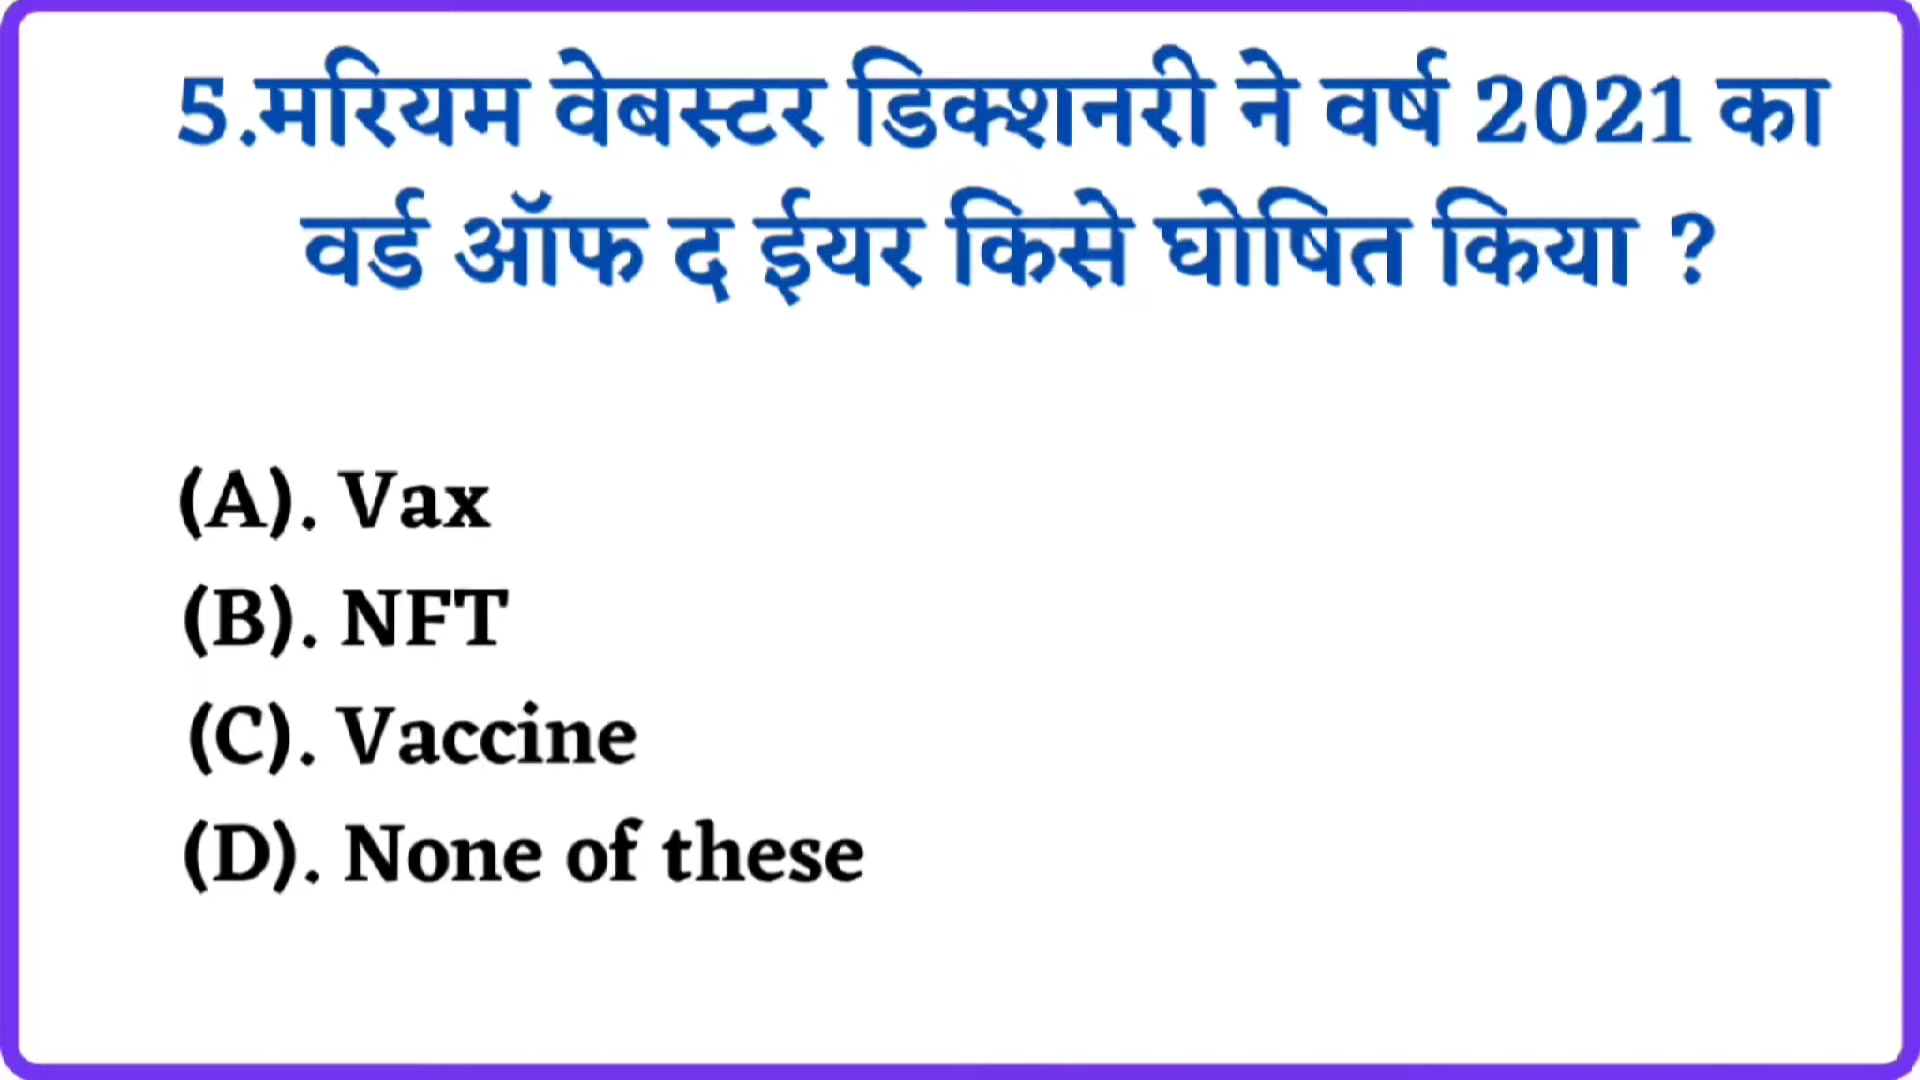 5.मरियम वेबस्टर डिक्शनरी ने वर्ष 2021 का
वर्ड ऑफ द ईयर किसे घोषित किया ?
(A). Vax
(B). NFT
(C). Vaccine
(D). None of these